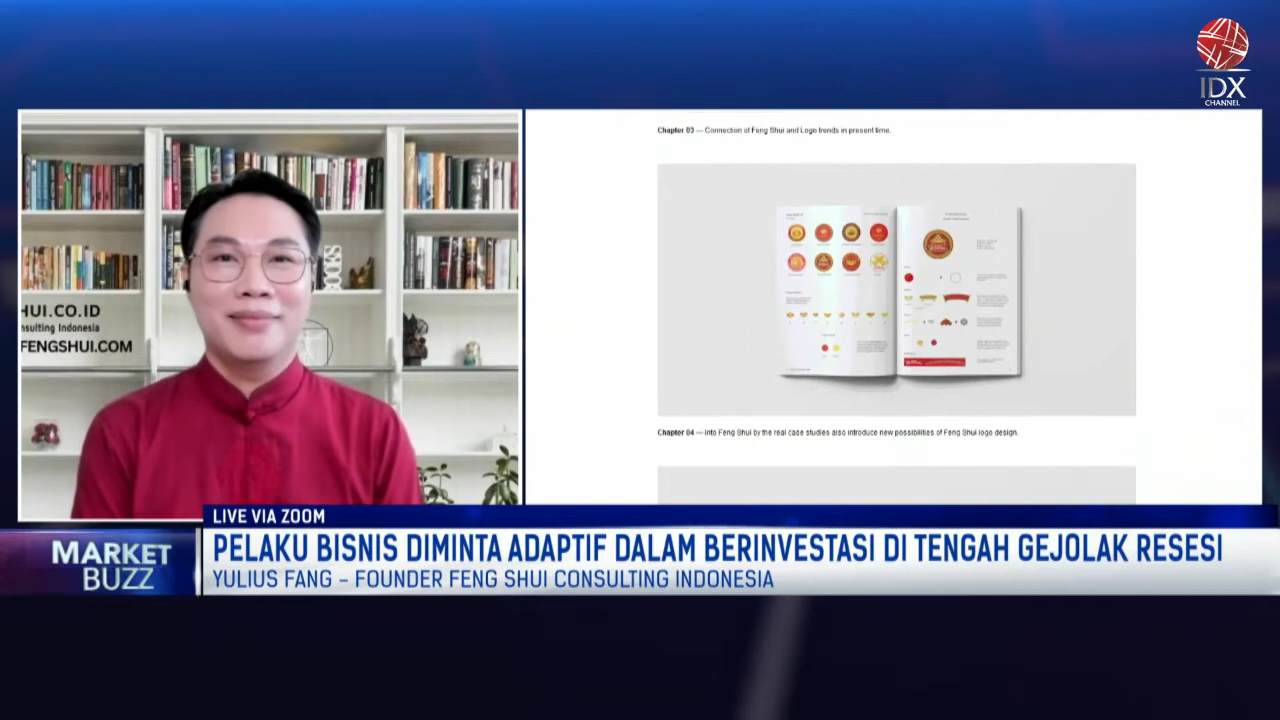 IDX
CHANNEL
Chapter 03 — Connection of Feng Shui and Logo trends in present time.
HUI.CO.ID
nsulting Indonesia
FENGSHUI.COM
Chapter 04 — Into Feng Shui by the real case studies also introduce new possibilities of Feng Shui logo design.
LIVE VIA ZOOM
MARKET
BUZZ
PELAKU BISNIS DIMINTA ADAPTIF DALAM BERINVESTASI DI TENGAH GEJOLAK RESESI
YULIUS FANG – FOUNDER FENG SHUI CONSULTING INDONESIA